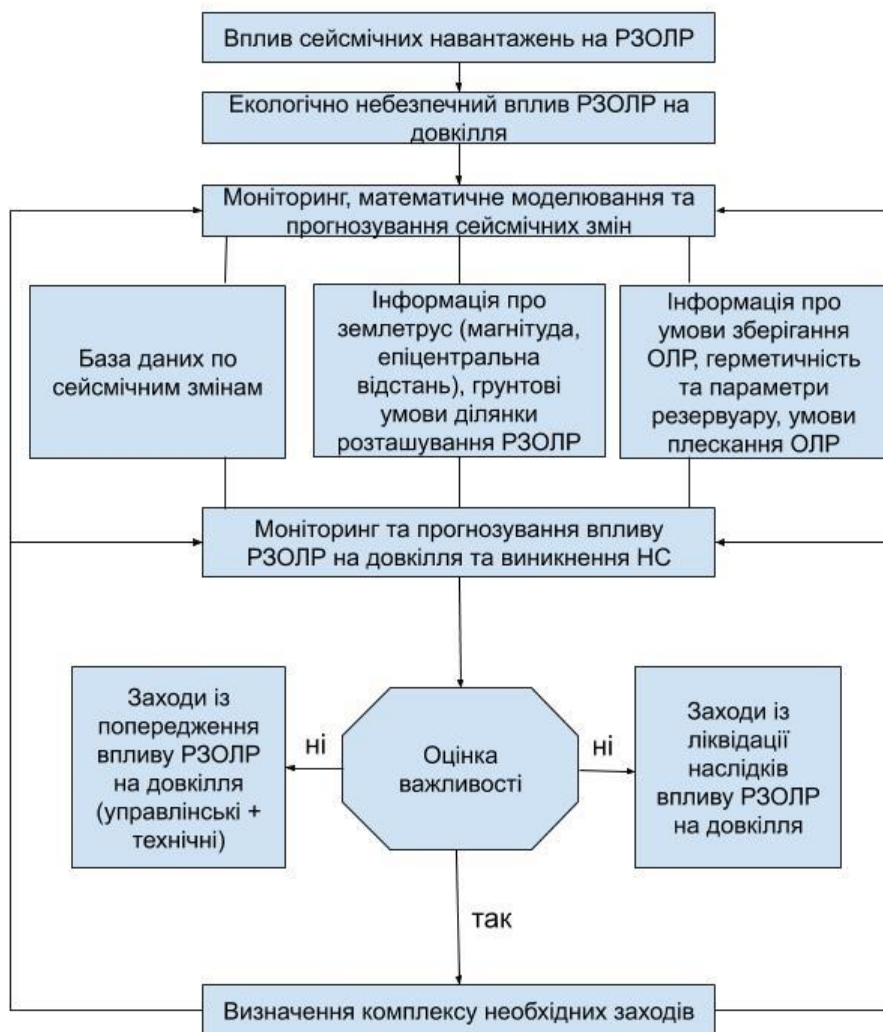 Вплив сейсмічних навантажень на РЗОЛР
Екологічно небезпечний вплив РЗОЛР на
довкілля
Моніторинг, математичне моделювання та
прогнозування сейсмічних змін
База даних по
сейсмічним змінам
Інформація про
землетрус (магнітуда,
епіцентральна
відстань), грунтові
умови ділянки
розташування РЗОЛР
Інформація про
умови зберігання
ОЛР, герметичність
та параметри
резервуару, умови
плескання ОЛР
Моніторинг та прогнозування впливу
РЗОЛР на довкілля та виникнення НС
Заходи із
попередження
впливу РЗОЛР
на довкілля
(управлінські +
технічні)
ні
Оцінка
важливості
ні
Заходи із
ліквідації
наслідків
впливу РЗОЛР
на довкілля
так
Визначення комплексу необхідних заходів